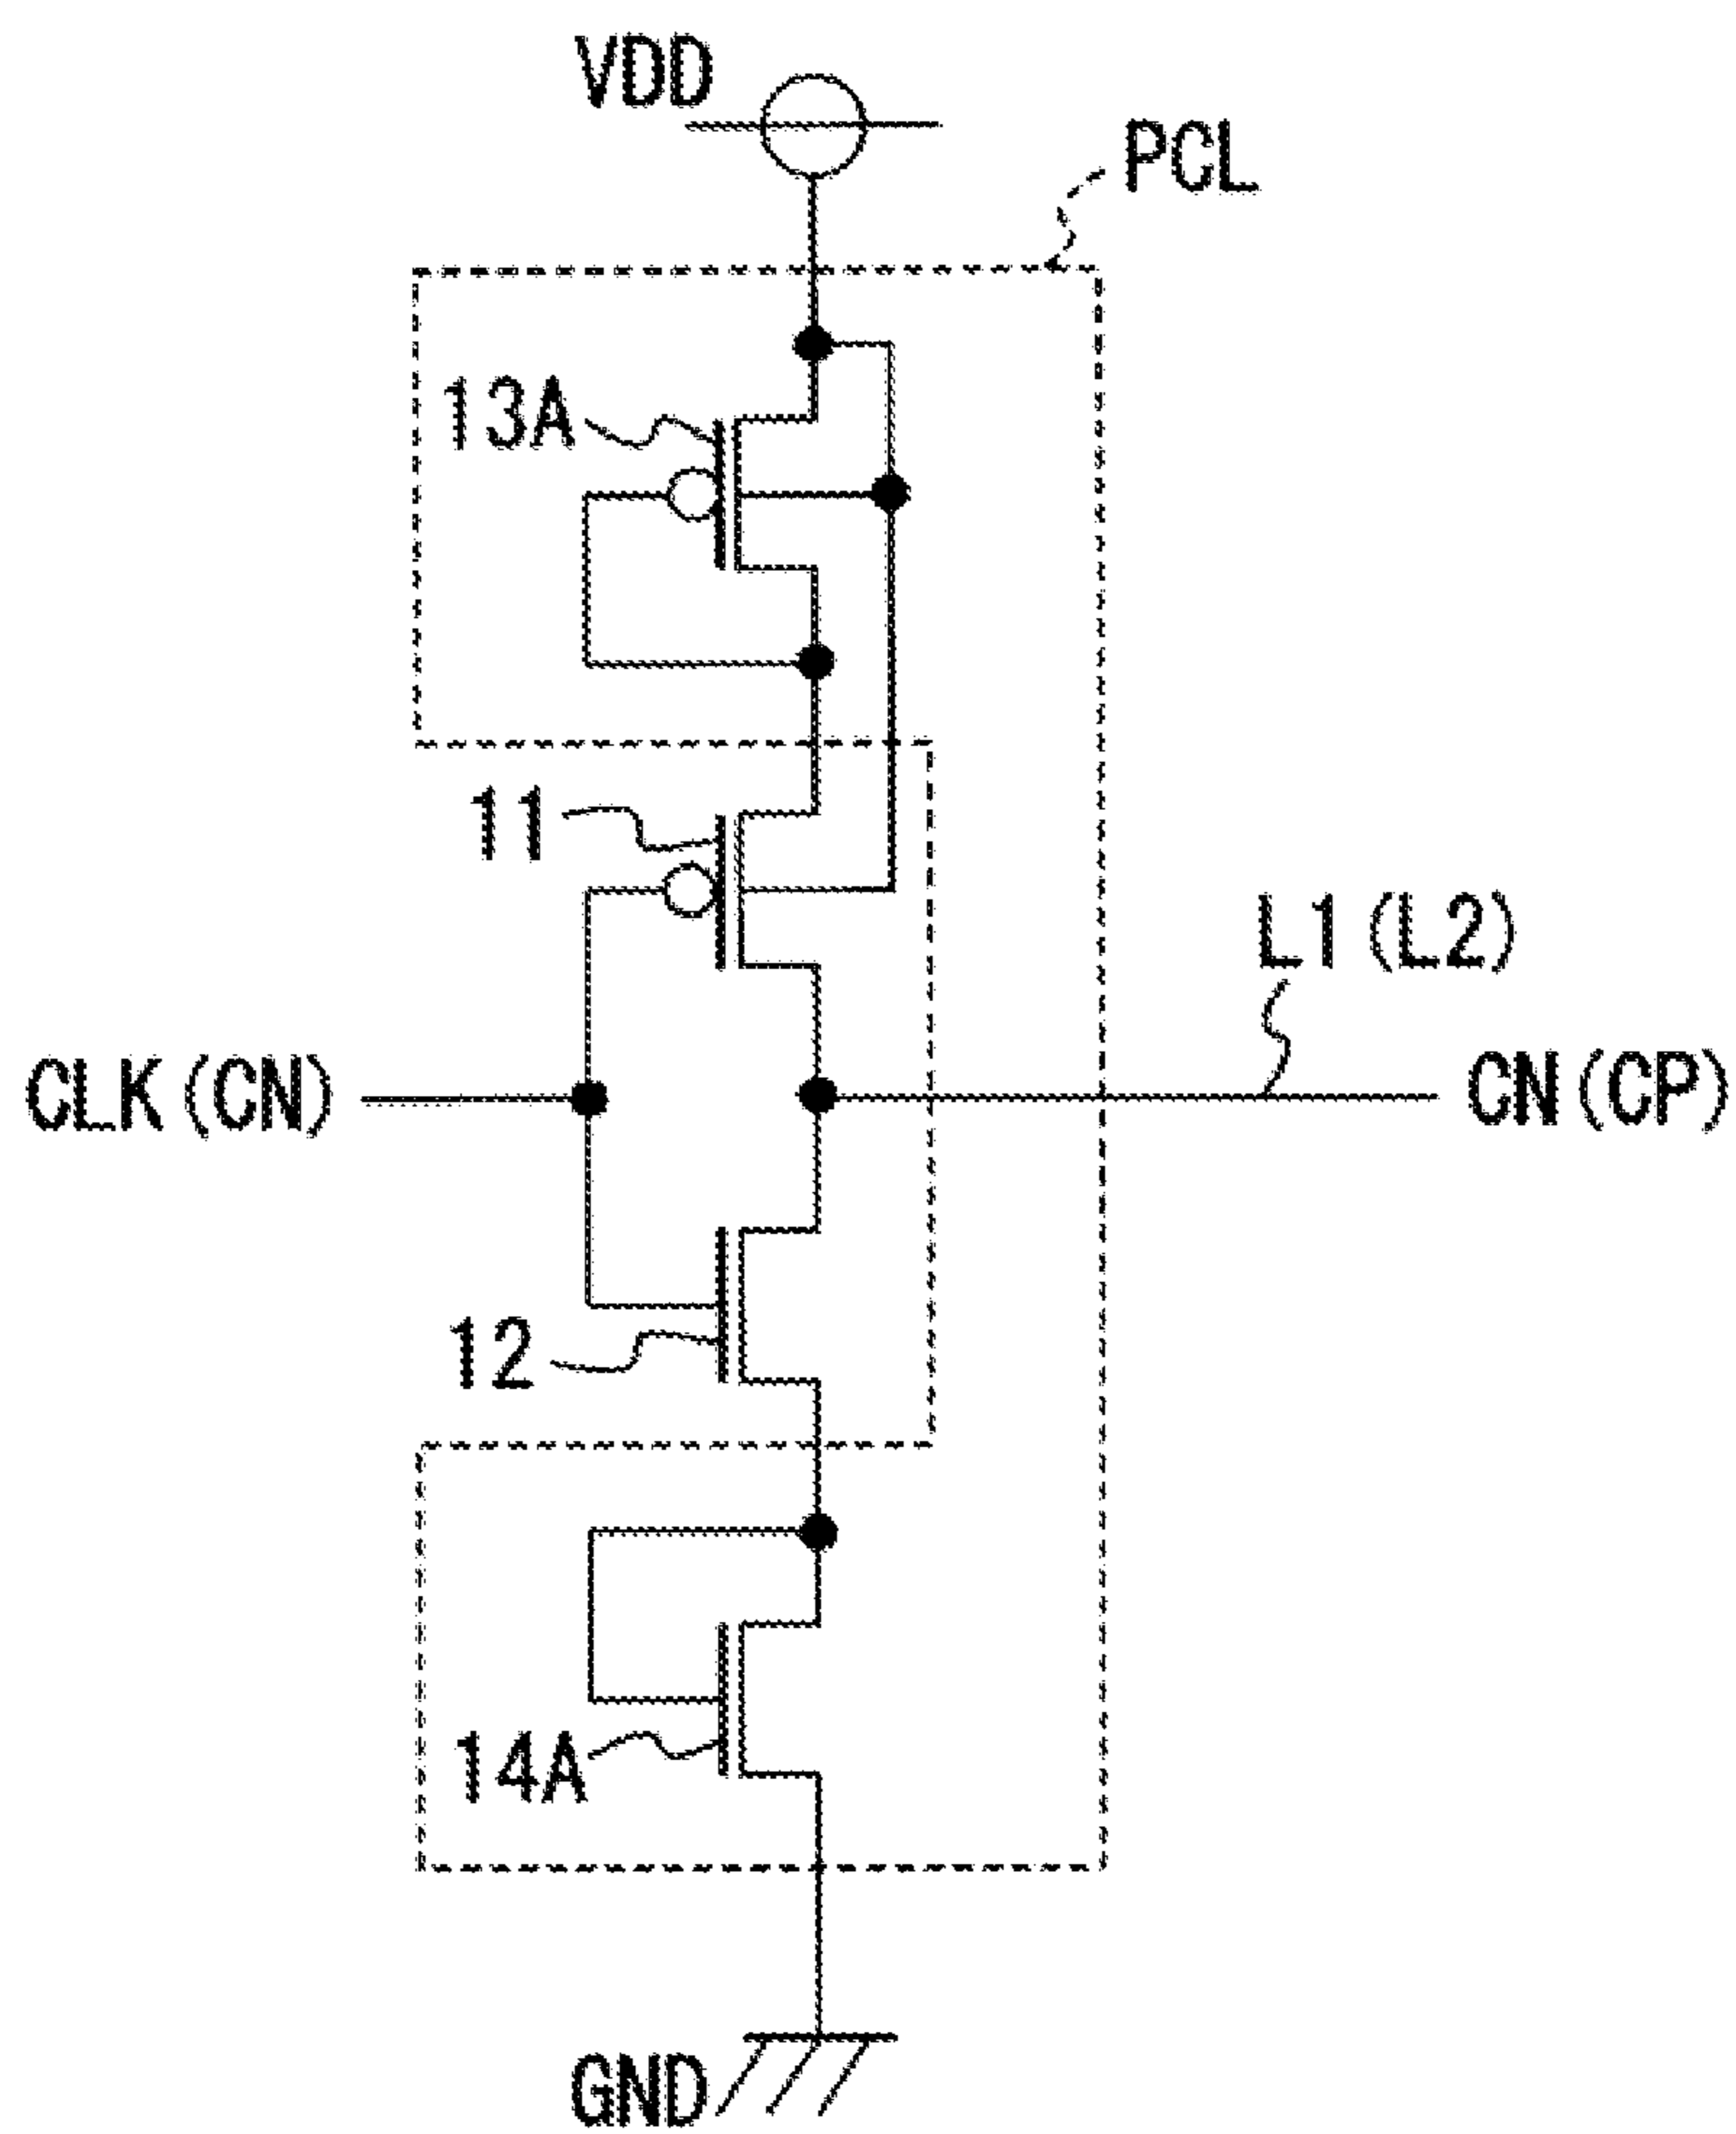 VDD
PCL
13A
11
L1(L2)
CLK(CN)
CN(CP)
12
14A
GND